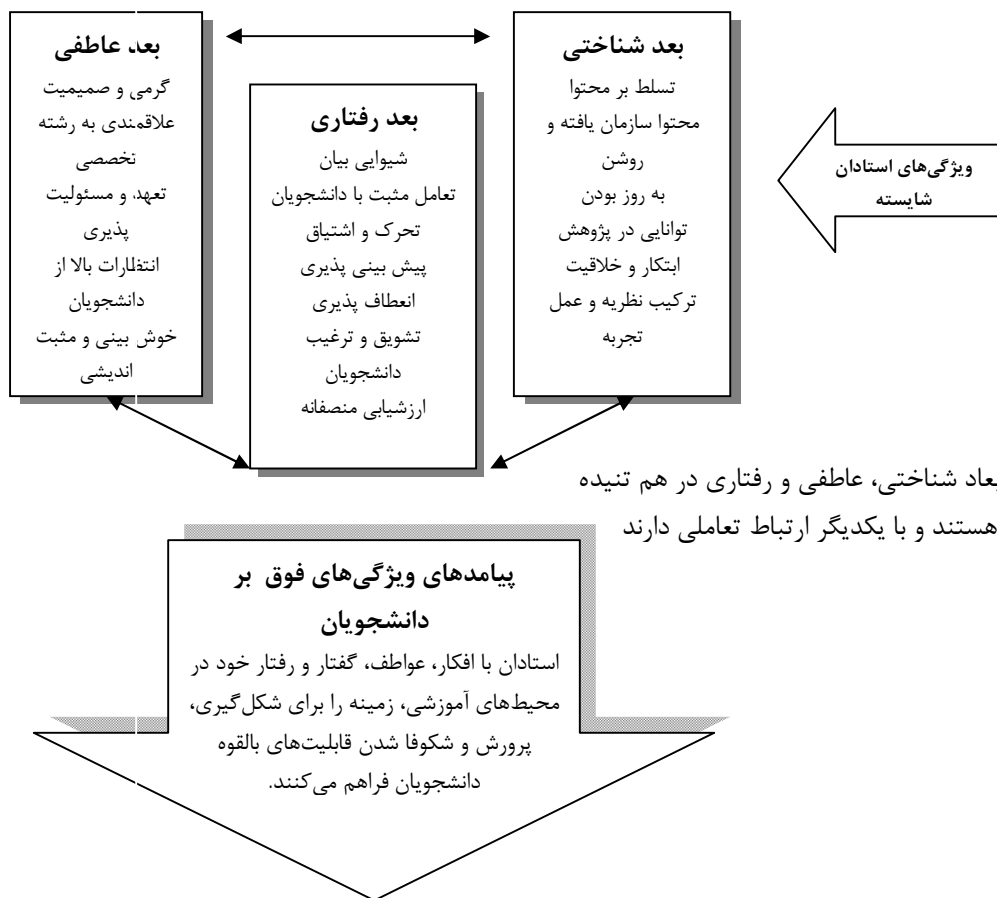 ویژگی‌های استادان
شایسته
بعد شناختی
تسلط بر محتوا
محتوا سازمان یافته و
روشن
به روز بودن
توانایی در پژوهش
ابتکار و خلاقیت
ترکیب نظریه و عمل
تجربه
بعد رفتاری
شیوایی بیان
تعامل مثبت با دانشجویان
تحرک و اشتیاق
پیش بینی پذیری
انعطاف پذیری
تشویق و ترغیب
دانشجویان
ارزشیابی منصفانه
بعد عاطفی
گرمی و صمیمیت
علاقمندی به رشته
تخصصی
تعهد و مسئولیت
پذیری
انتظارات بالا از
دانشجویان
خوش بینی و مثبت
اندیشی
بعاد شناختی، عاطفی و رفتاری در هم تنیده
هستند و با یکدیگر ارتباط تعاملی دارند
پیامدهای ویژگی‌های فوق بر
دانشجویان
استادان با افکار، عواطف، گفتار و رفتار خود در
محیط‌های آموزشی، زمینه را برای شکل‌گیری،
پرورش و شکوفا شدن قابلیت‌های بالقوه
دانشجویان فراهم می‌کنند.